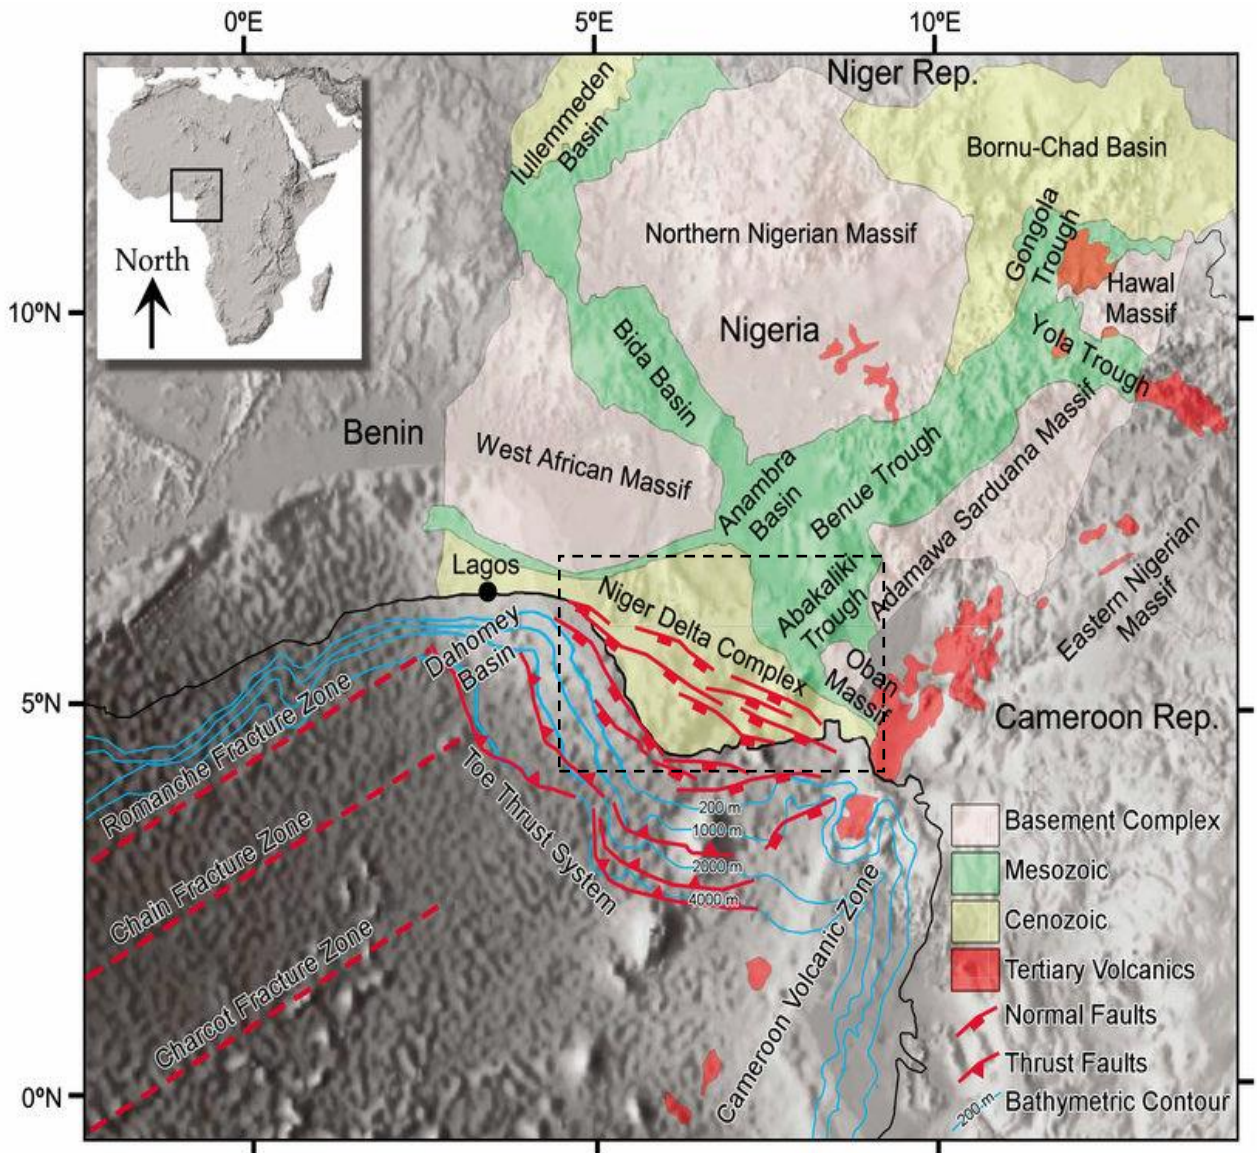 0ºE
5ºE
10ºE
Niger Rep.
Iullemmeden
Basin
Bornu-Chad Basin
Northern Nigerian Massif
Gongola
Trough
North
Hawal
Massif
10ºN
Nigeria
Bida Basin
Yola Trough
Benin
West African Massif
Anambra
Basin
Benue Trough
Adamawa Sarduana Massif
Lagos
Niger Delta Complex
Abakaliki
Trough
Eastern Nigerian
Massif
Dahomey
Basin
Oban
Massif
5ºN
Romanche Fracture Zone
Cameroon Rep.
Toe Thrust System
200 m
1000 m
2000 m
4000 m
Chain Fracture Zone
Charcot Fracture Zone
Cameroon Volcanic Zone
Basement Complex
Mesozoic
Cenozoic
Tertiary Volcanics
Normal Faults
Thrust Faults
200 m
Bathymetric Contour
0ºN